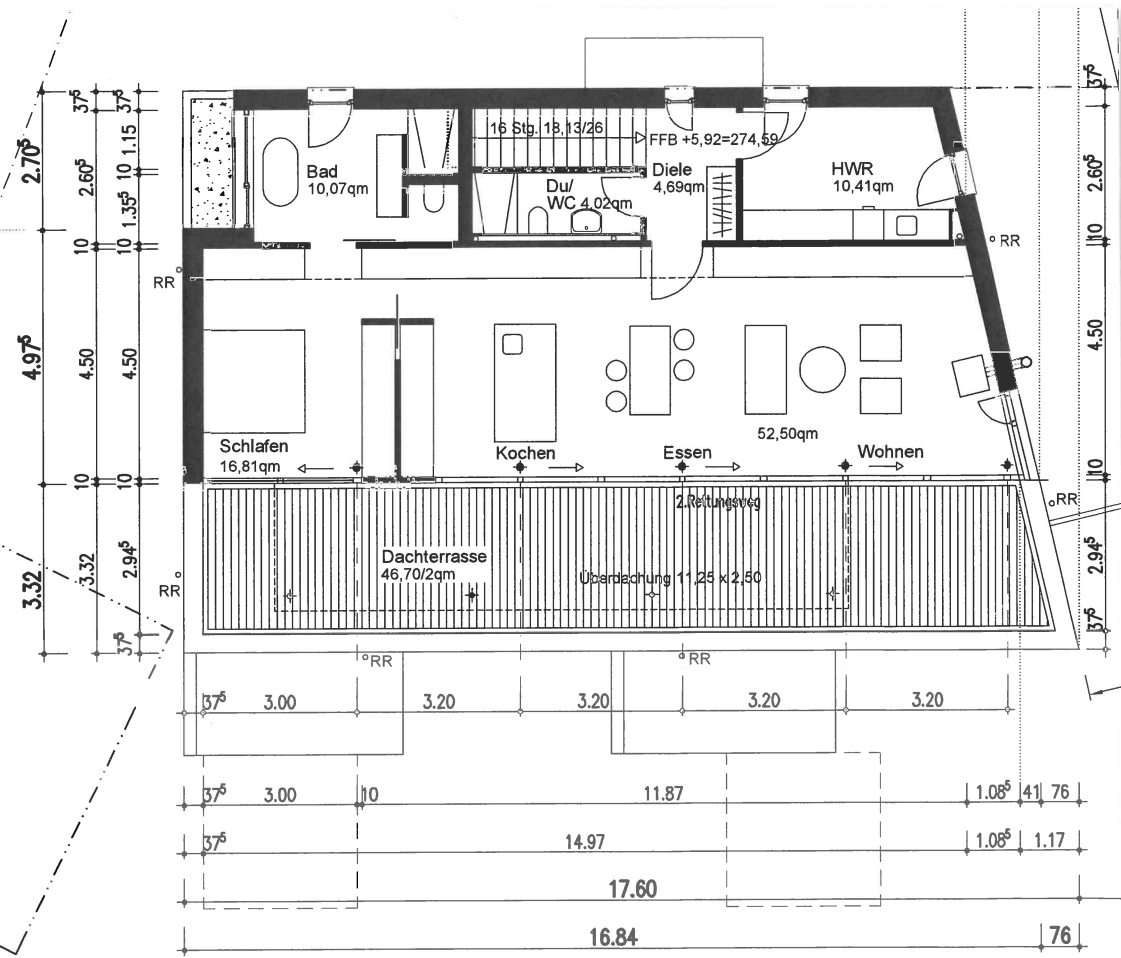 16 Stg. 18,13/26
FFB +5,92=274,59
Bad
10,07qm
Du/
WC 4,02qm
Diele
4,69qm
HWR
10,41qm
RR
RR
Schlafen
16,81qm
Kochen
Essen
52,50qm
Wohnen
2.Rettungsweg
RR
Dachterrasse
46,70/2qm
Überdachung 11,25 x 2,50
RR
RR
RR
37⁵
2.70⁵
4.97⁵
3.32
37⁵
2.60⁵
10
4.50
10
3.32
37⁵
1.15
10
1.35⁵
10
4.50
10
2.94⁵
37⁵
37⁵
2.60⁵
10
4.50
10
2.94⁵
37⁵
37⁵ 3.00 3.20 3.20 3.20 3.20
37⁵ 3.00 10 11.87 1.08⁵ 41 76
37⁵ 14.97 1.08⁵ 1.17
17.60
16.84 76